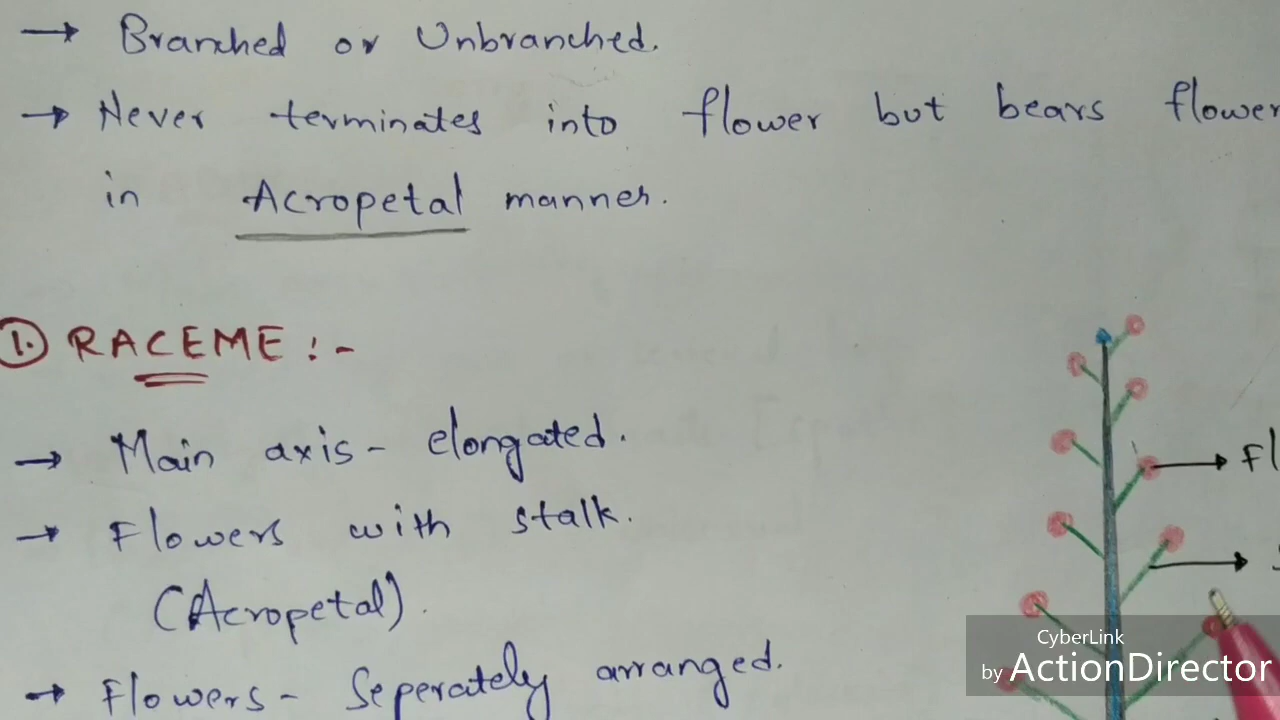 → Branched or Unbranched.
→ Never terminates into flower but bears flower
in Acropetal manner.
1. RACEME :-
→ Main axis - elongated.
→ Flowers with stalk.
(Acropetal).
→ Flowers - Seperately arranged.
Fl
CyberLink
by ActionDirector